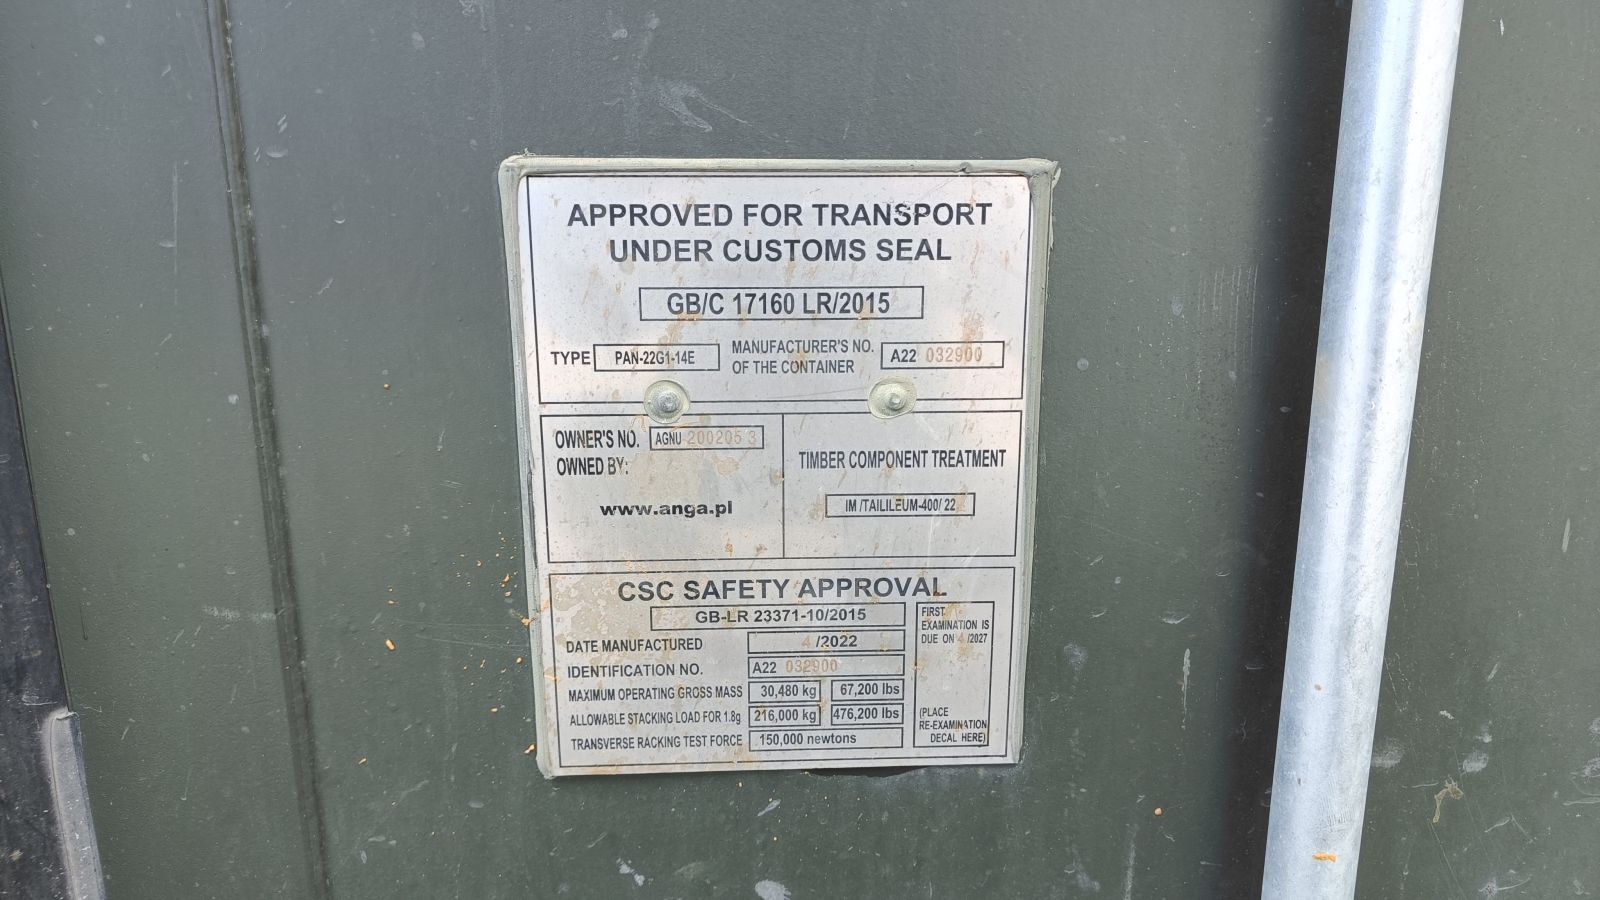 APPROVED FOR TRANSPORT
UNDER CUSTOMS SEAL
GB/C 17160 LR/2015
TYPE PAN-22G1-14E MANUFACTURER'S NO. OF THE CONTAINER A22 032900
OWNER'S NO. AGNU 200205 3
OWNED BY:
www.anga.pl
TIMBER COMPONENT TREATMENT
IM /TAILILEUM-400/ 22
CSC SAFETY APPROVAL
GB-LR 23371-10/2015
DATE MANUFACTURED 4 /2022
IDENTIFICATION NO. A22 032900
MAXIMUM OPERATING GROSS MASS 30,480 kg 67,200 lbs
ALLOWABLE STACKING LOAD FOR 1.8g 216,000 kg 476,200 lbs
TRANSVERSE RACKING TEST FORCE 150,000 newtons
FIRST
EXAMINATION IS
DUE ON 4 /2027
(PLACE
RE-EXAMINATION
DECAL HERE)